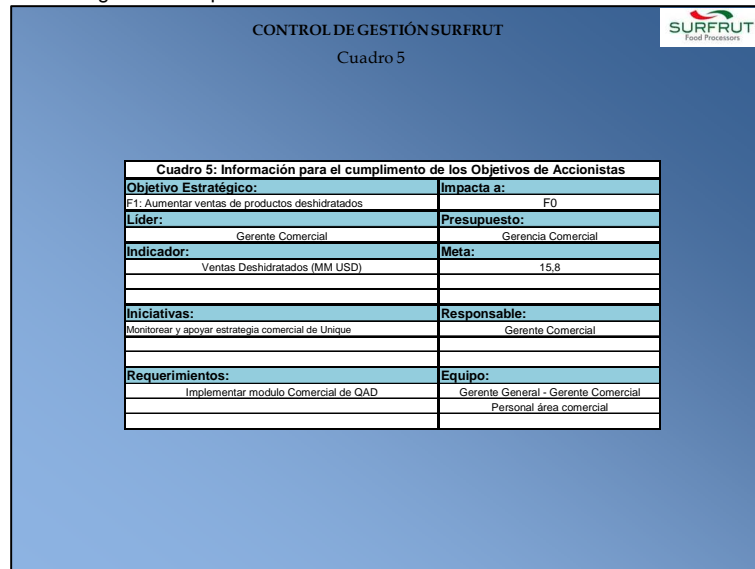 CONTROL DE GESTIÓN SURFRUT
SURFRUT
Food Processors
Cuadro 5
Cuadro 5: Información para el cumplimento de los Objetivos de Accionistas
Objetivo Estratégico: Impacta a:
F1: Aumentar ventas de productos deshidratados F0
Líder: Presupuesto:
Gerente Comercial Gerencia Comercial
Indicador: Meta:
Ventas Deshidratados (MM USD) 15,8
Iniciativas: Responsable:
Monitorear y apoyar estrategia comercial de Unique Gerente Comercial
Requerimientos: Equipo:
Implementar modulo Comercial de QAD Gerente General - Gerente Comercial
Personal área comercial